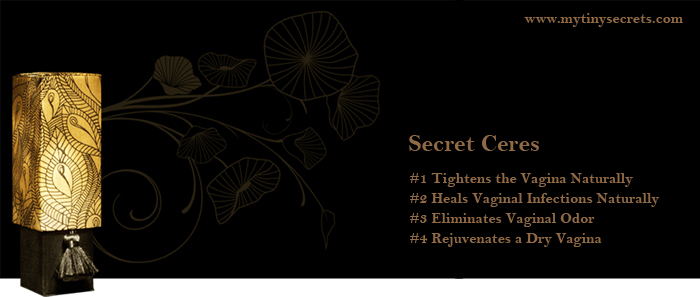 www.mytinysecrets.com
Secret Ceres
#1 Tightens the Vagina Naturally
#2 Heals Vaginal Infections Naturally
#3 Eliminates Vaginal Odor
#4 Rejuvenates a Dry Vagina